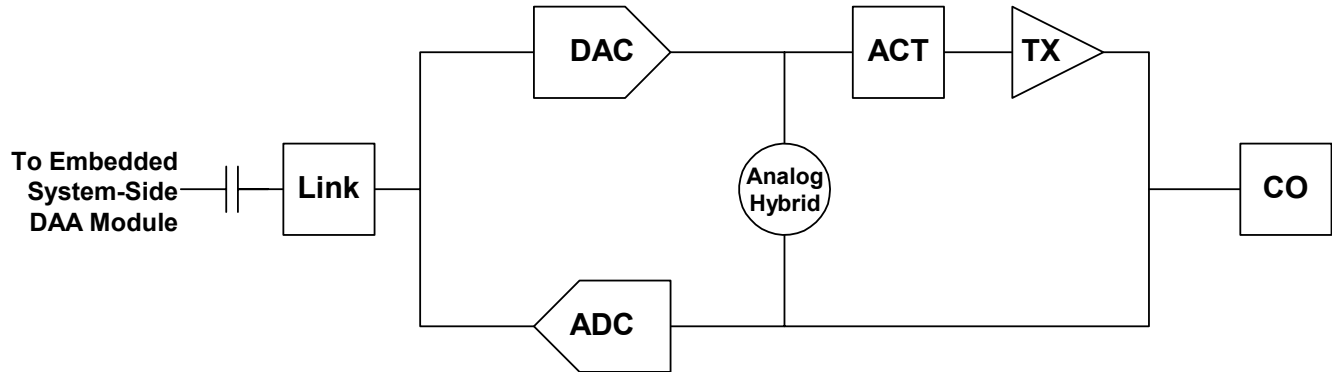 DAC
ACT
TX
To Embedded
System-Side
DAA Module
Link
Analog
Hybrid
CO
ADC